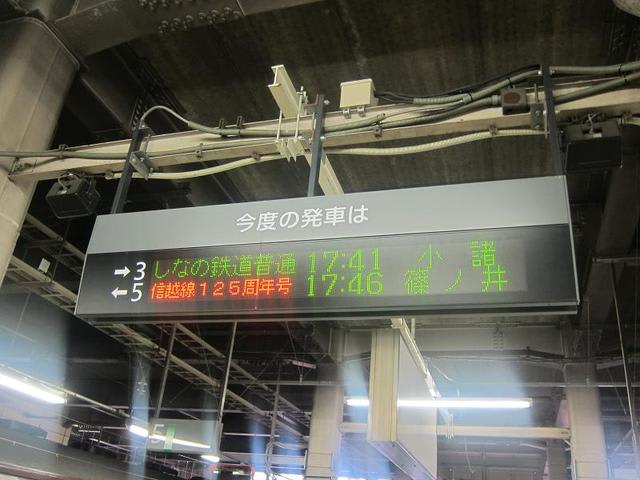 今度の発車は
→3 しなの鉄道普通 17:41 小諸
←5 信越線125周年号 17:46 篠ノ井
5